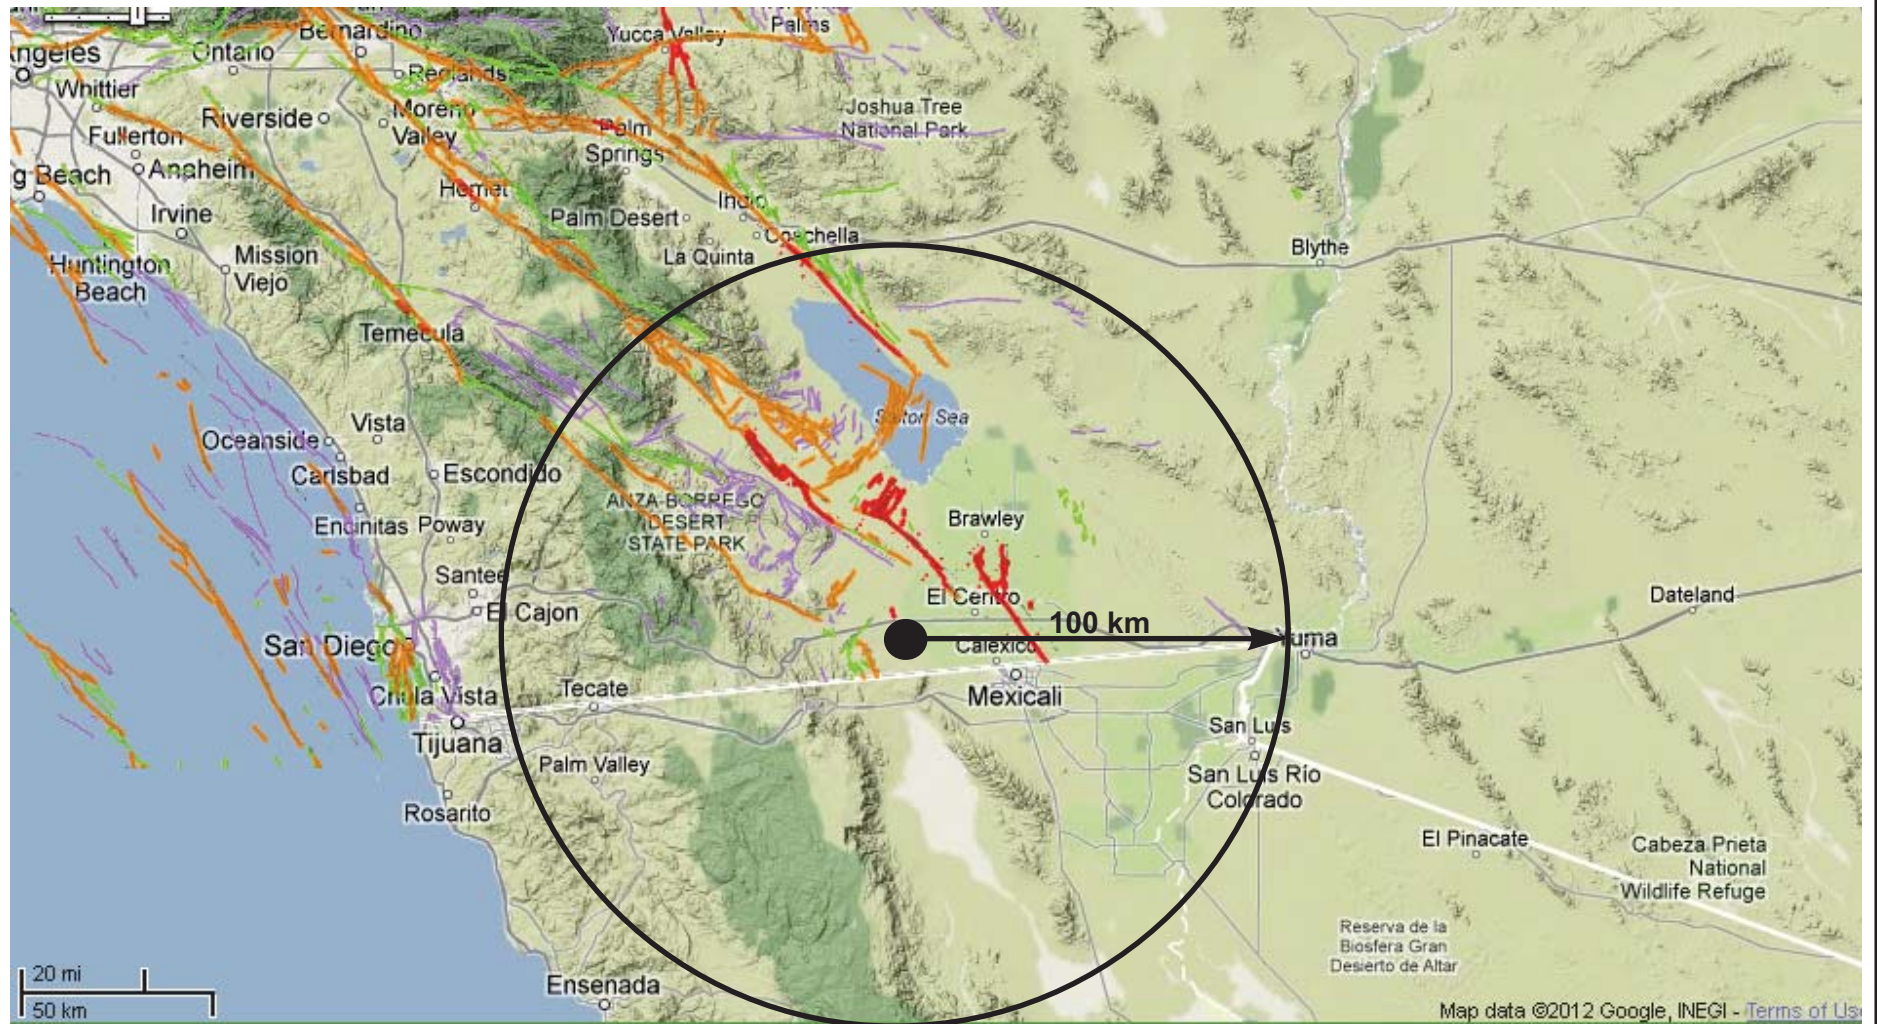 Bernardino
Yucca Valley
Palms
Angeles
Ontario
Redlands
Whittier
Riverside
Moreno
Valley
Joshua Tree
National Park
Fullerton
Palm
Springs
Anaheim
g Beach
Hemet
Irvine
Palm Desert
Indio
Coachella
Mission
Viejo
La Quinta
Blythe
Huntington
Beach
Temecula
Salton Sea
Vista
Oceanside
Carlsbad
Escondido
ANZA-BORREGO
DESERT
STATE PARK
Encinitas
Poway
Brawley
Santee
El Cajon
El Centro
Dateland
100 km
San Diego
Calexico
Yuma
Chula Vista
Tecate
Mexicali
Tijuana
San Luis
Palm Valley
San Luis Río
Colorado
Rosarito
El Pinacate
Cabeza Prieta
National
Wildlife Refuge
Reserva de la
Biosfera Gran
Desierto de Altar
20 mi
50 km
Ensenada
Map data ©2012 Google, INEGI - Terms of Us